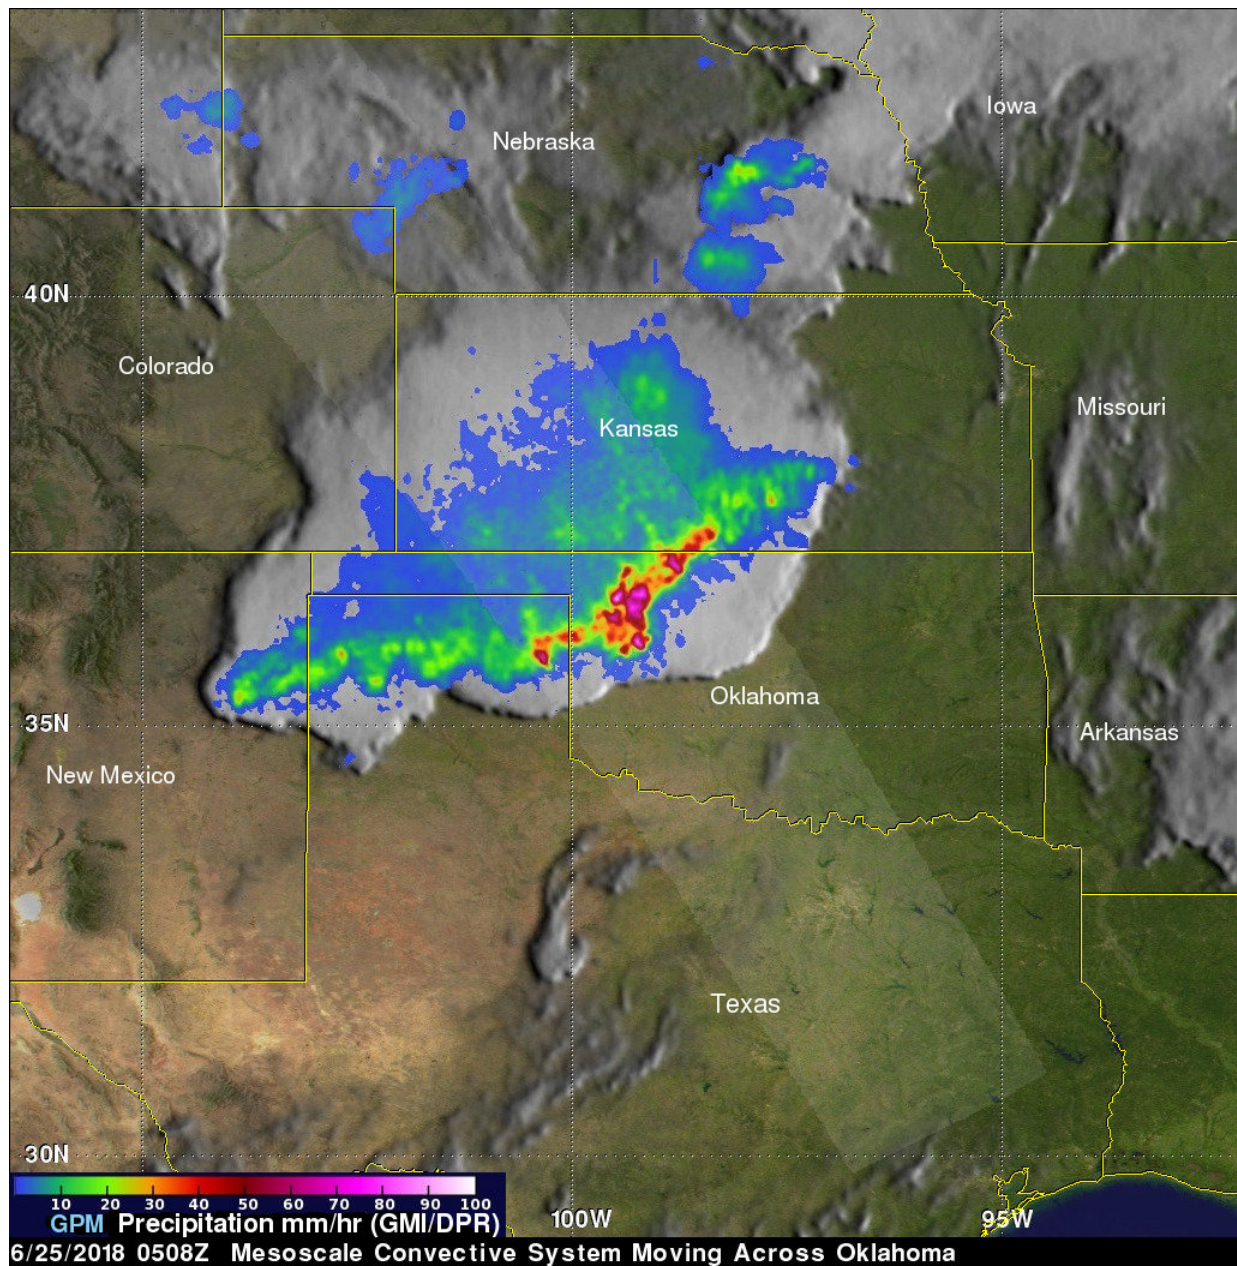 Iowa
Nebraska
40N
Colorado
Missouri
Kansas
Oklahoma
35N
Arkansas
New Mexico
Texas
30N
10 20 30 40 50 60 70 80 90 100
GPM Precipitation mm/hr (GMI/DPR)
100W
95W
6/25/2018 0508Z Mesoscale Convective System Moving Across Oklahoma